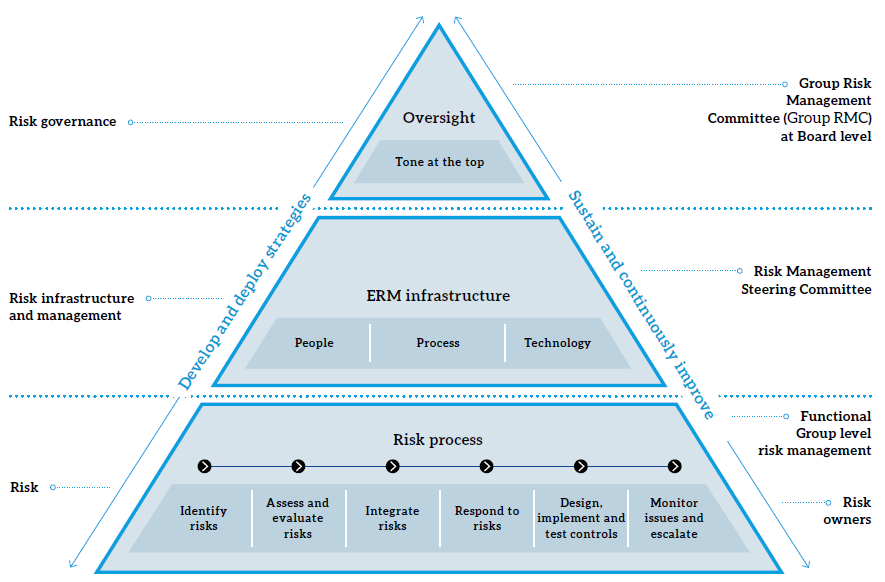 Group Risk
Management
Committee (Group RMC)
at Board level
Risk governance
Oversight
Tone at the top
Develop and deploy strategies
Sustain and continuously improve
Risk infrastructure
and management
ERM infrastructure
People
Process
Technology
Risk Management
Steering Committee
Functional
Group level
risk management
Risk process
Risk
Identify
risks
Assess and
evaluate
risks
Integrate
risks
Respond to
risks
Design,
implement and
test controls
Monitor
issues and
escalate
Risk
owners